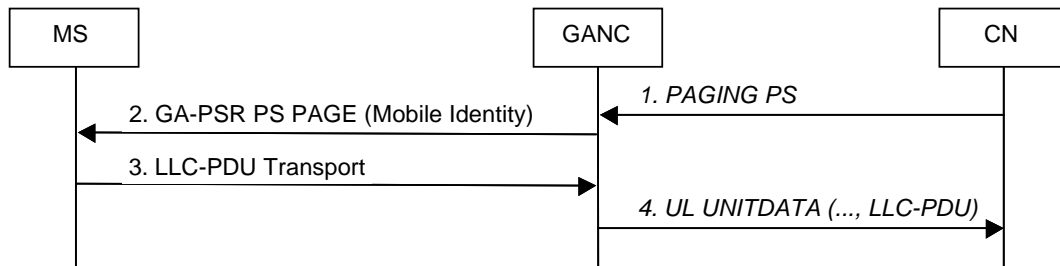 MS
GANC
CN
1. PAGING PS
2. GA-PSR PS PAGE (Mobile Identity)
3. LLC-PDU Transport
4. UL UNITDATA (..., LLC-PDU)